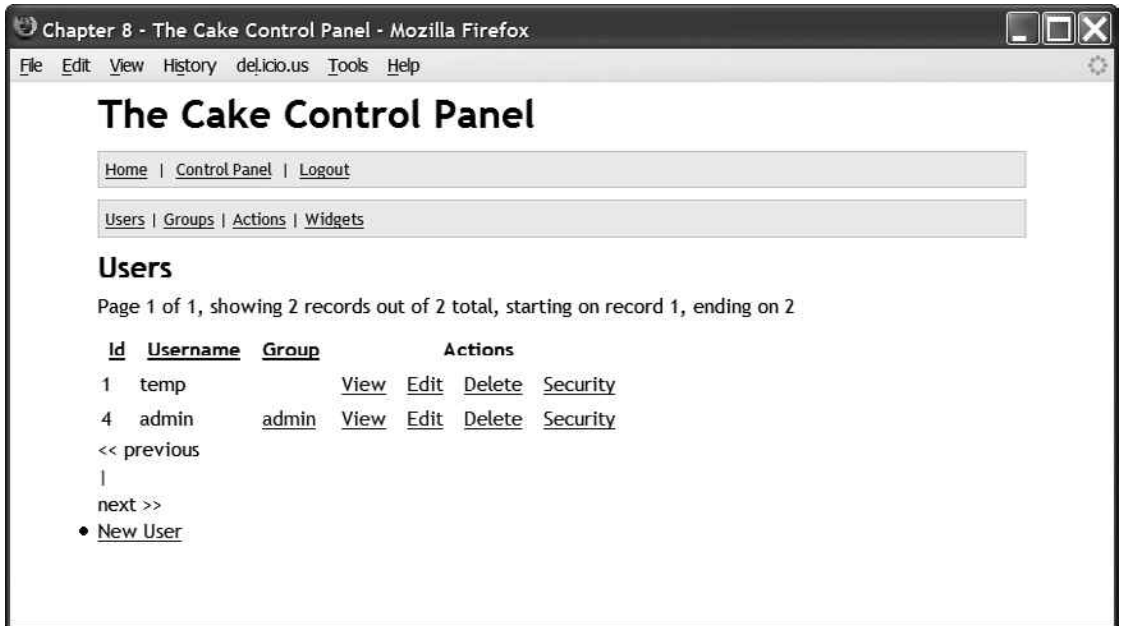 Chapter 8 - The Cake Control Panel - Mozilla Firefox
File Edit View History del.icio.us Tools Help
The Cake Control Panel
Home | Control Panel | Logout
Users | Groups | Actions | Widgets
Users
Page 1 of 1, showing 2 records out of 2 total, starting on record 1, ending on 2
Id Username Group Actions
1 temp View Edit Delete Security
4 admin admin View Edit Delete Security
<< previous
|
next >>
• New User